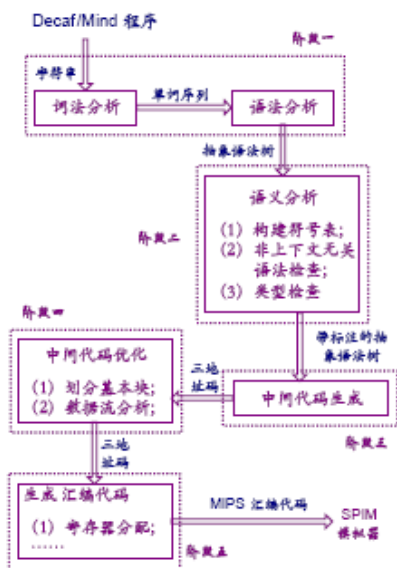 Decaf/Mind 程序
阶段一
字符串
词法分析
单词序列
语法分析
抽象语法树
语义分析
(1) 构建符号表;
(2) 非上下文无关
语法检查;
(3) 类型检查
阶段二
带标注的抽
象语法树
阶段四
中间代码优化
(1) 划分基本块;
(2) 数据流分析;
三地
址码
中间代码生成
阶段三
三地
址码
生成 汇编代码
(1) 寄存器分配;
……
MIPS 汇编代码
SPIM
模拟器
阶段五